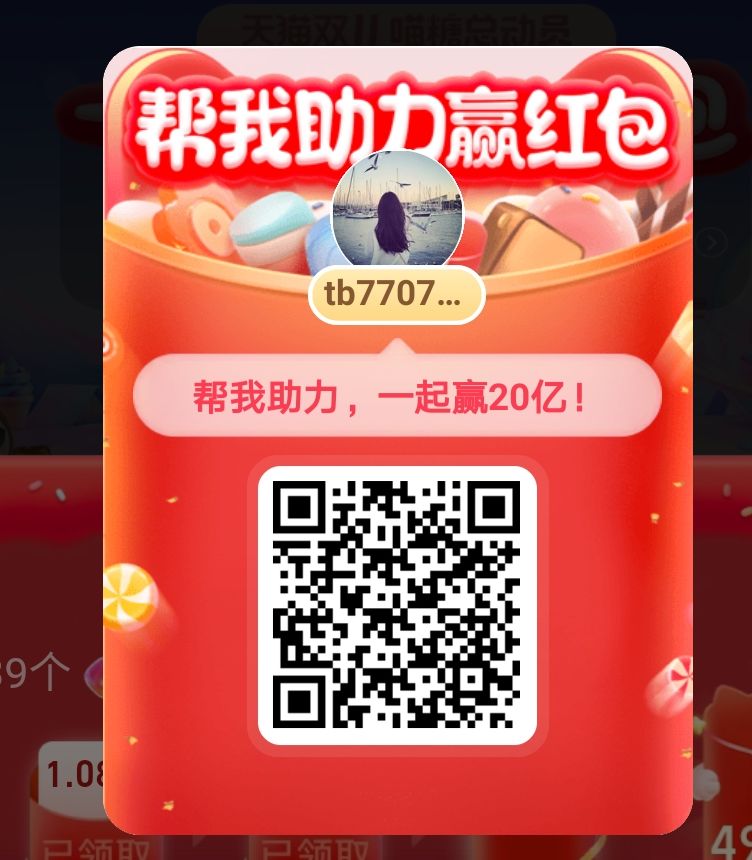 天猫双11 喵糖总动员
帮我助力赢红包
tb7707...
帮我助力，一起赢20亿！
39个
1.08
已领取
已领取
49